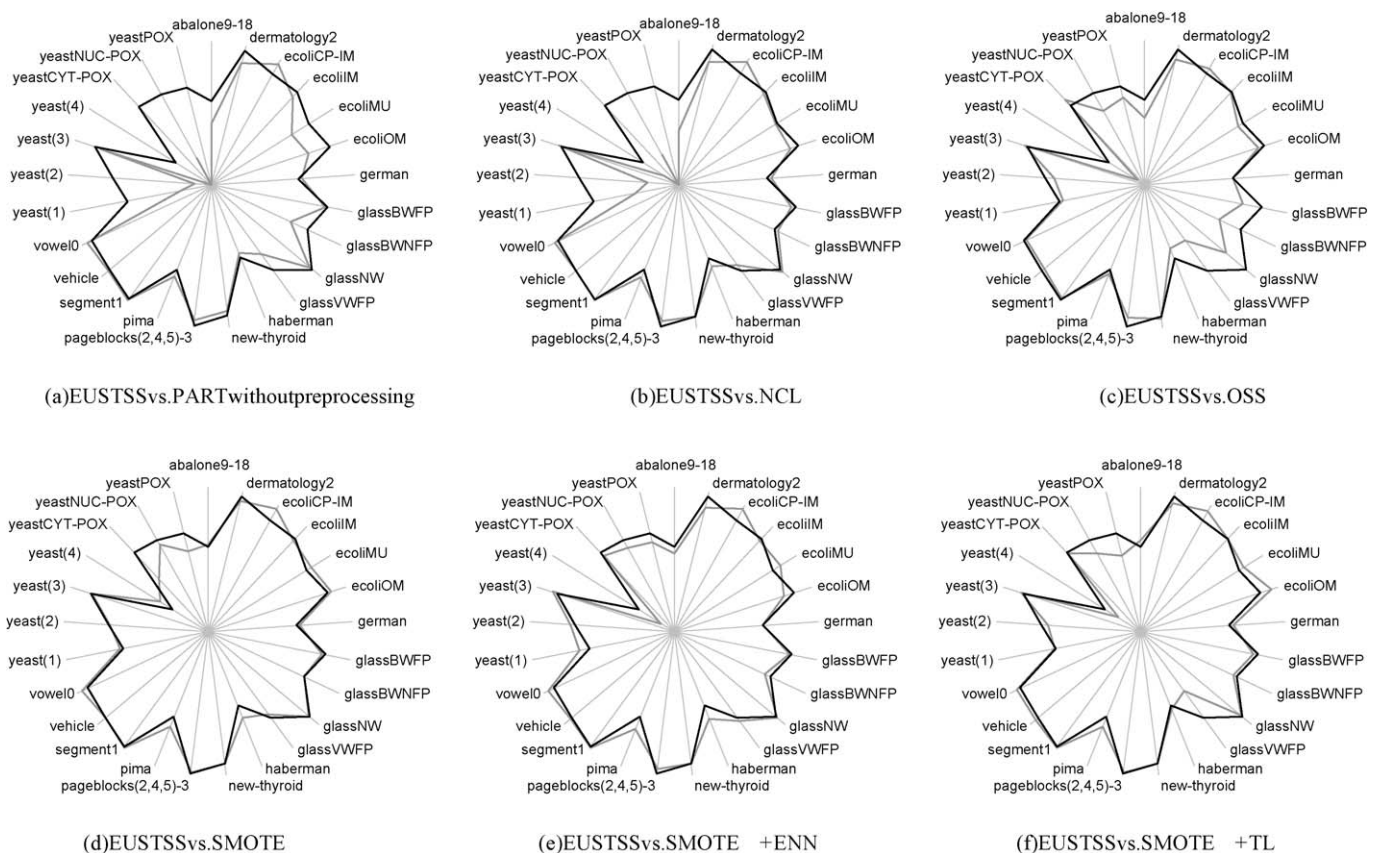 abalone9-18
yeastPOX
dermatology2
yeastNUC-POX
ecoliCP-IM
yeastCYT-POX
ecoliIM
yeast(4)
ecoliMU
yeast(3)
ecoliOM
yeast(2)
german
yeast(1)
glassBWFP
vowel0
glassBWNFP
vehicle
glassNW
segment1
glassVWFP
pima
haberman
pageblocks(2,4,5)-3
new-thyroid
(a)EUSTSSvs.PARTwithoutpreprocessing
abalone9-18
yeastPOX
dermatology2
yeastNUC-POX
ecoliCP-IM
yeastCYT-POX
ecoliIM
yeast(4)
ecoliMU
yeast(3)
ecoliOM
yeast(2)
german
yeast(1)
glassBWFP
vowel0
glassBWNFP
vehicle
glassNW
segment1
glassVWFP
pima
haberman
pageblocks(2,4,5)-3
new-thyroid
(b)EUSTSSvs.NCL
abalone9-18
yeastPOX
dermatology2
yeastNUC-POX
ecoliCP-IM
yeastCYT-POX
ecoliIM
yeast(4)
ecoliMU
yeast(3)
ecoliOM
yeast(2)
german
yeast(1)
glassBWFP
vowel0
glassBWNFP
vehicle
glassNW
segment1
glassVWFP
pima
haberman
pageblocks(2,4,5)-3
new-thyroid
(c)EUSTSSvs.OSS
abalone9-18
yeastPOX
dermatology2
yeastNUC-POX
ecoliCP-IM
yeastCYT-POX
ecoliIM
yeast(4)
ecoliMU
yeast(3)
ecoliOM
yeast(2)
german
yeast(1)
glassBWFP
vowel0
glassBWNFP
vehicle
glassNW
segment1
glassVWFP
pima
haberman
pageblocks(2,4,5)-3
new-thyroid
(d)EUSTSSvs.SMOTE
abalone9-18
yeastPOX
dermatology2
yeastNUC-POX
ecoliCP-IM
yeastCYT-POX
ecoliIM
yeast(4)
ecoliMU
yeast(3)
ecoliOM
yeast(2)
german
yeast(1)
glassBWFP
vowel0
glassBWNFP
vehicle
glassNW
segment1
glassVWFP
pima
haberman
pageblocks(2,4,5)-3
new-thyroid
(e)EUSTSSvs.SMOTE +ENN
abalone9-18
yeastPOX
dermatology2
yeastNUC-POX
ecoliCP-IM
yeastCYT-POX
ecoliIM
yeast(4)
ecoliMU
yeast(3)
ecoliOM
yeast(2)
german
yeast(1)
glassBWFP
vowel0
glassBWNFP
vehicle
glassNW
segment1
glassVWFP
pima
haberman
pageblocks(2,4,5)-3
new-thyroid
(f)EUSTSSvs.SMOTE +TL